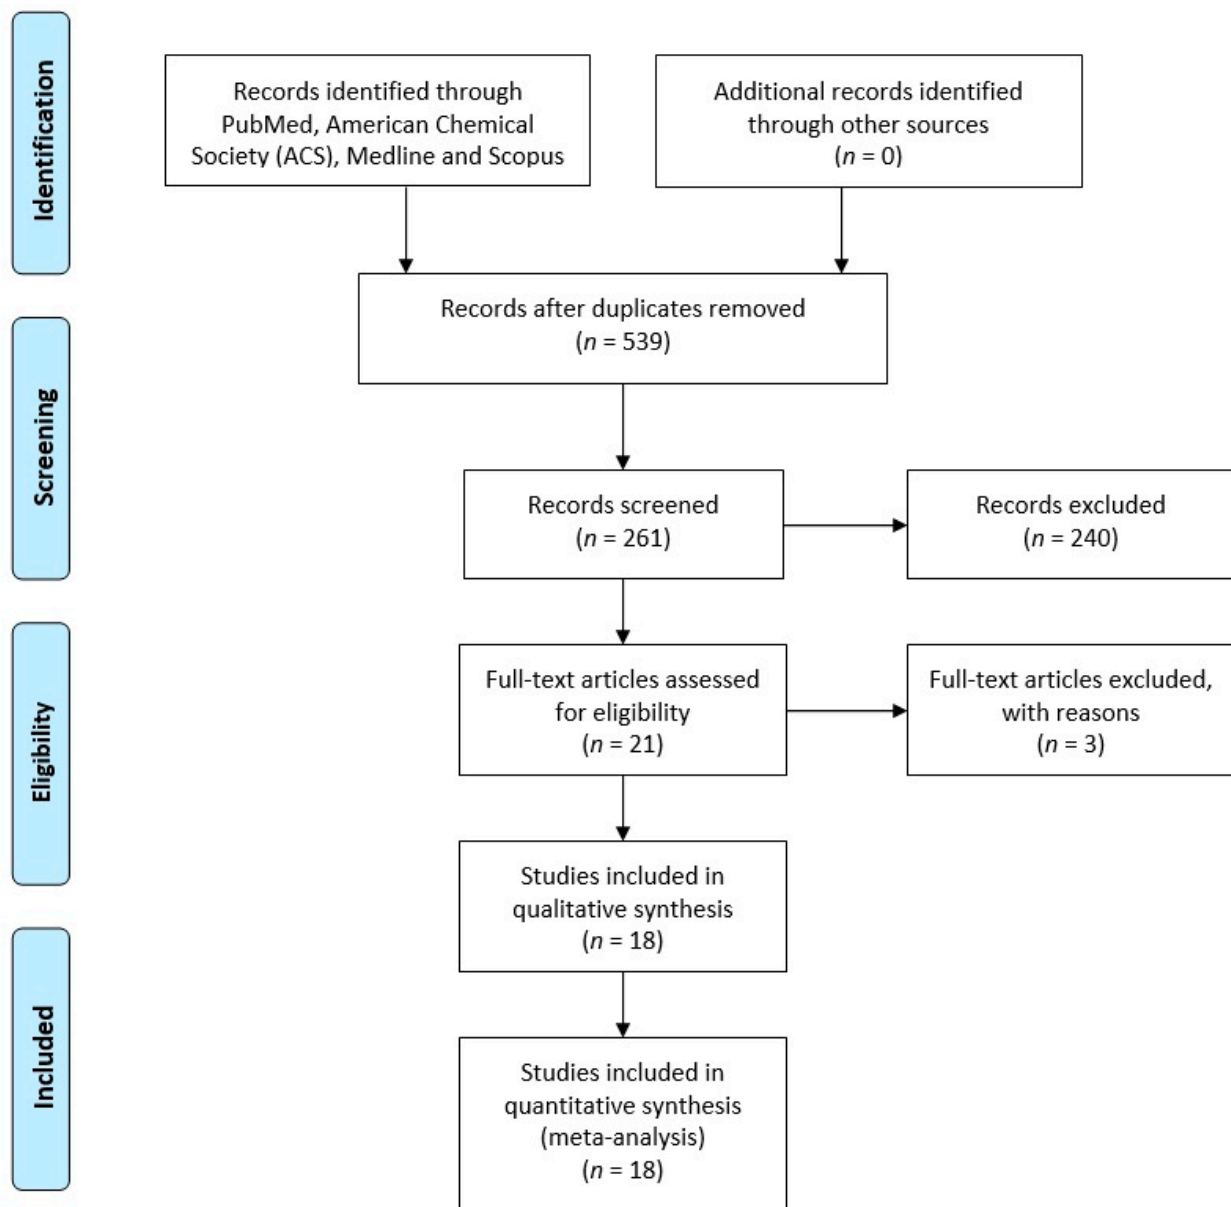 Identification
Records identified through
PubMed, American Chemical
Society (ACS), Medline and Scopus
Additional records identified
through other sources
(n = 0)
Records after duplicates removed
(n = 539)
Screening
Records screened
(n = 261)
Records excluded
(n = 240)
Eligibility
Full-text articles assessed
for eligibility
(n = 21)
Full-text articles excluded,
with reasons
(n = 3)
Studies included in
qualitative synthesis
(n = 18)
Included
Studies included in
quantitative synthesis
(meta-analysis)
(n = 18)